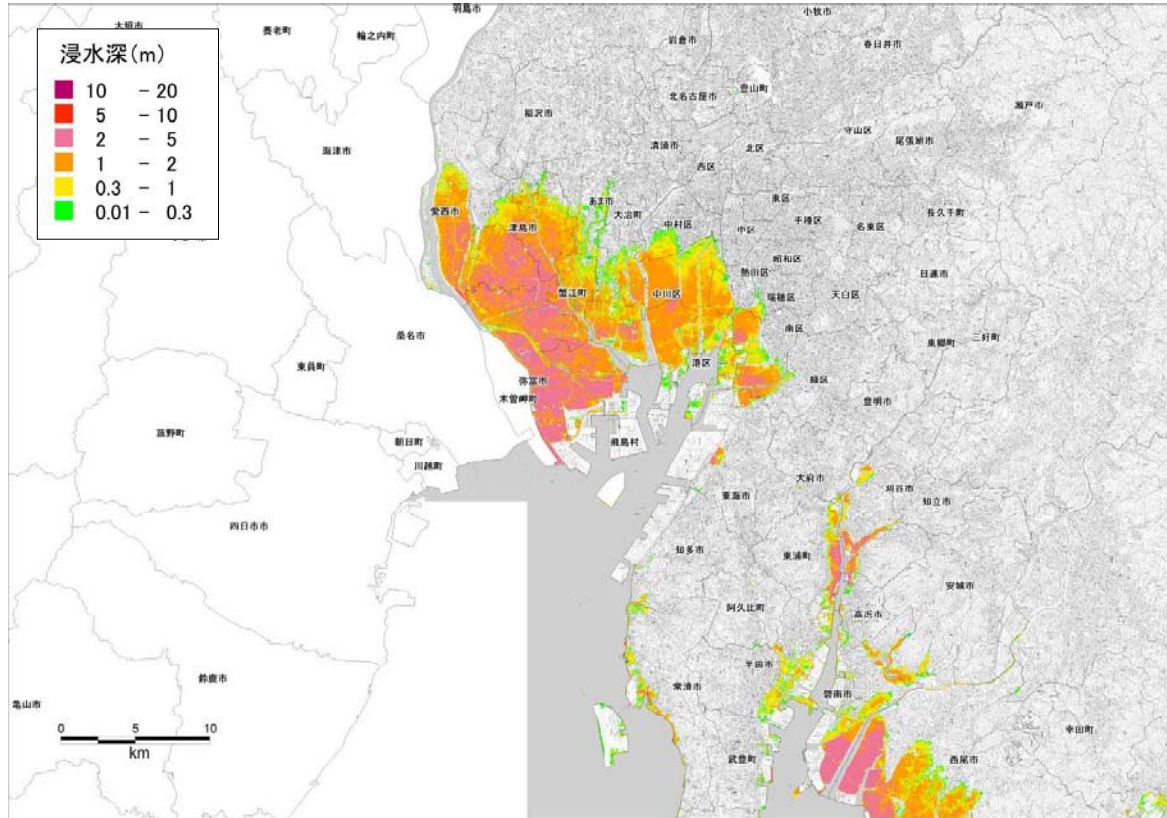 浸水深(m)
10 - 20
5 - 10
2 - 5
1 - 2
0.3 - 1
0.01 - 0.3
羽島市
小牧市
大垣市
養老町
輪之内町
岩倉市
春日井市
豊山町
北名古屋市
瀬戸市
稲沢市
守山区
尾張旭市
清須市
北区
海津市
西区
東区
あま市
大治町
千種区
長久手町
愛西市
津島市
中村区
中区
名東区
昭和区
熱田区
日進市
蟹江町
中川区
瑞穂区
天白区
南区
桑名市
東郷町
三好町
東員町
港区
弥富市
緑区
木曽岬町
豊明市
菰野町
朝日町
飛島村
川越町
大府市
刈谷市
東海市
知立市
四日市市
知多市
東浦町
安城市
阿久比町
高浜市
半田市
鈴鹿市
常滑市
碧南市
亀山市
幸田町
武豊町
西尾市
0 5 10
km